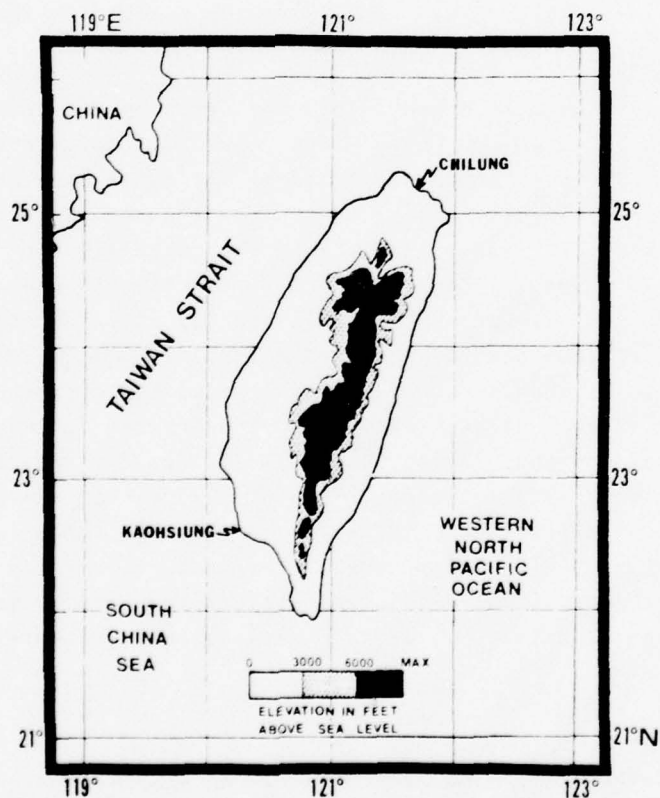 119°E 121° 123°
CHINA
CHILUNG
25° 25°
TAIWAN STRAIT
23° 23°
KAOHSIUNG
WESTERN
NORTH
PACIFIC
OCEAN
SOUTH
CHINA
SEA
0 3000 6000 MAX
ELEVATION IN FEET
ABOVE SEA LEVEL
21° 21°N
119° 121° 123°